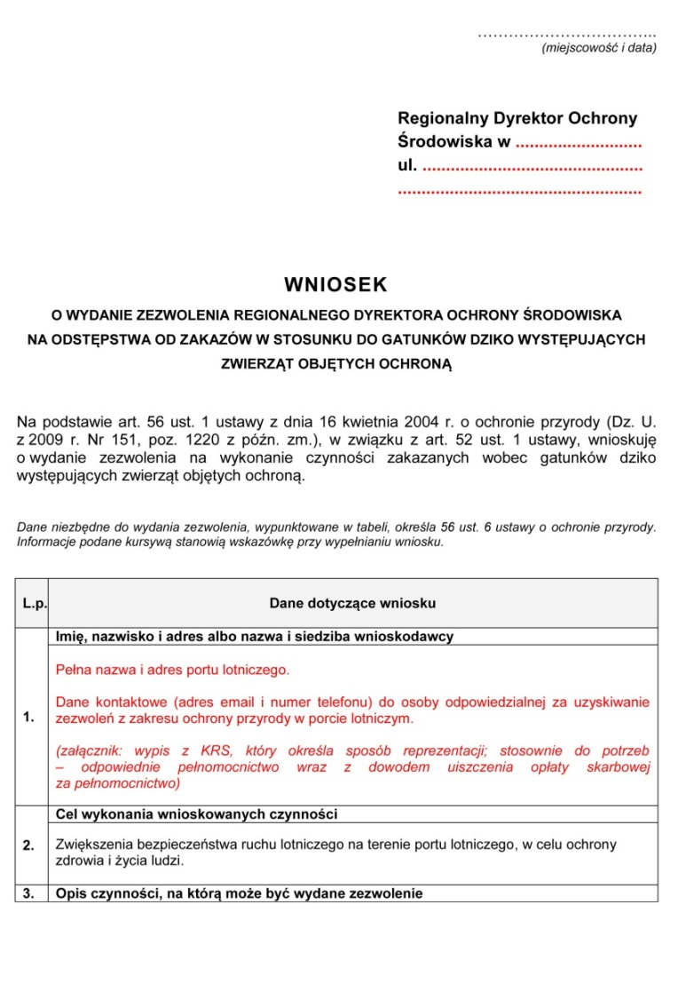 ……………………………..
(miejscowość i data)
Regionalny Dyrektor Ochrony
Środowiska w ...........................
ul. ...............................................
....................................................
WNIOSEK
O WYDANIE ZEZWOLENIA REGIONALNEGO DYREKTORA OCHRONY ŚRODOWISKA
NA ODSTĘPSTWA OD ZAKAZÓW W STOSUNKU DO GATUNKÓW DZIKO WYSTĘPUJĄCYCH
ZWIERZĄT OBJĘTYCH OCHRONĄ
Na podstawie art. 56 ust. 1 ustawy z dnia 16 kwietnia 2004 r. o ochronie przyrody (Dz. U.
z 2009 r. Nr 151, poz. 1220 z późn. zm.), w związku z art. 52 ust. 1 ustawy, wnioskuję
o wydanie zezwolenia na wykonanie czynności zakazanych wobec gatunków dziko
występujących zwierząt objętych ochroną.
Dane niezbędne do wydania zezwolenia, wypunktowane w tabeli, określa 56 ust. 6 ustawy o ochronie przyrody.
Informacje podane kursywą stanowią wskazówkę przy wypełnianiu wniosku.
L.p. Dane dotyczące wniosku
Imię, nazwisko i adres albo nazwa i siedziba wnioskodawcy
Pełna nazwa i adres portu lotniczego.
Dane kontaktowe (adres email i numer telefonu) do osoby odpowiedzialnej za uzyskiwanie
1. zezwoleń z zakresu ochrony przyrody w porcie lotniczym.
(załącznik: wypis z KRS, który określa sposób reprezentacji; stosownie do potrzeb
– odpowiednie pełnomocnictwo wraz z dowodem uiszczenia opłaty skarbowej
za pełnomocnictwo)
Cel wykonania wnioskowanych czynności
2. Zwiększenia bezpieczeństwa ruchu lotniczego na terenie portu lotniczego, w celu ochrony
zdrowia i życia ludzi.
3. Opis czynności, na którą może być wydane zezwolenie